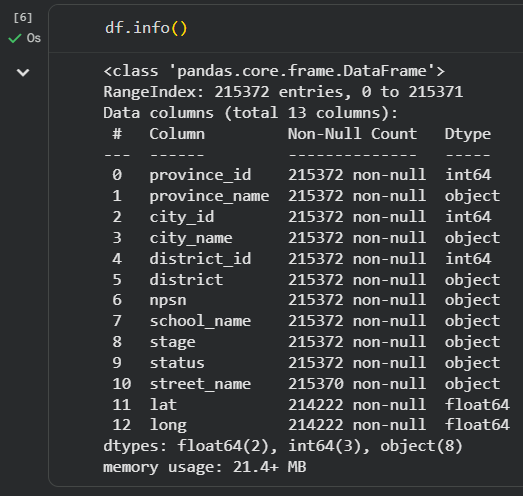 [6]
0s
df.info()
<class 'pandas.core.frame.DataFrame'>
RangeIndex: 215372 entries, 0 to 215371
Data columns (total 13 columns):
 #   Column         Non-Null Count   Dtype
---  ------         --------------   -----
 0   province_id    215372 non-null  int64
 1   province_name  215372 non-null  object
 2   city_id        215372 non-null  int64
 3   city_name      215372 non-null  object
 4   district_id    215372 non-null  int64
 5   district       215372 non-null  object
 6   npsn           215372 non-null  object
 7   school_name    215372 non-null  object
 8   stage          215372 non-null  object
 9   status         215372 non-null  object
 10  street_name    215370 non-null  object
 11  lat            214222 non-null  float64
 12  long           214222 non-null  float64
dtypes: float64(2), int64(3), object(8)
memory usage: 21.4+ MB